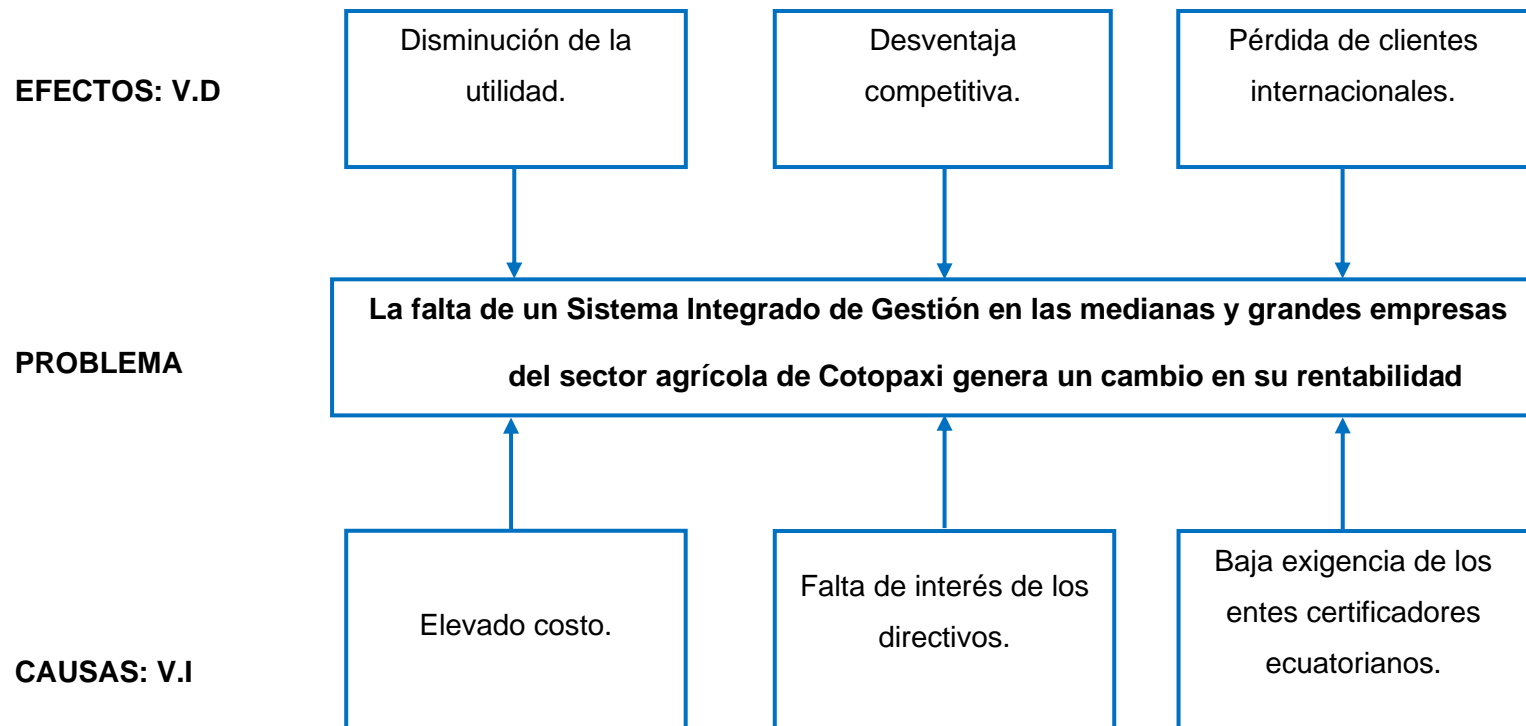 EFECTOS: V.D
Disminución de la
utilidad.
Desventaja
competitiva.
Pérdida de clientes
internacionales.
PROBLEMA
La falta de un Sistema Integrado de Gestión en las medianas y grandes empresas
del sector agrícola de Cotopaxi genera un cambio en su rentabilidad
CAUSAS: V.I
Elevado costo.
Falta de interés de los
directivos.
Baja exigencia de los
entes certificadores
ecuatorianos.